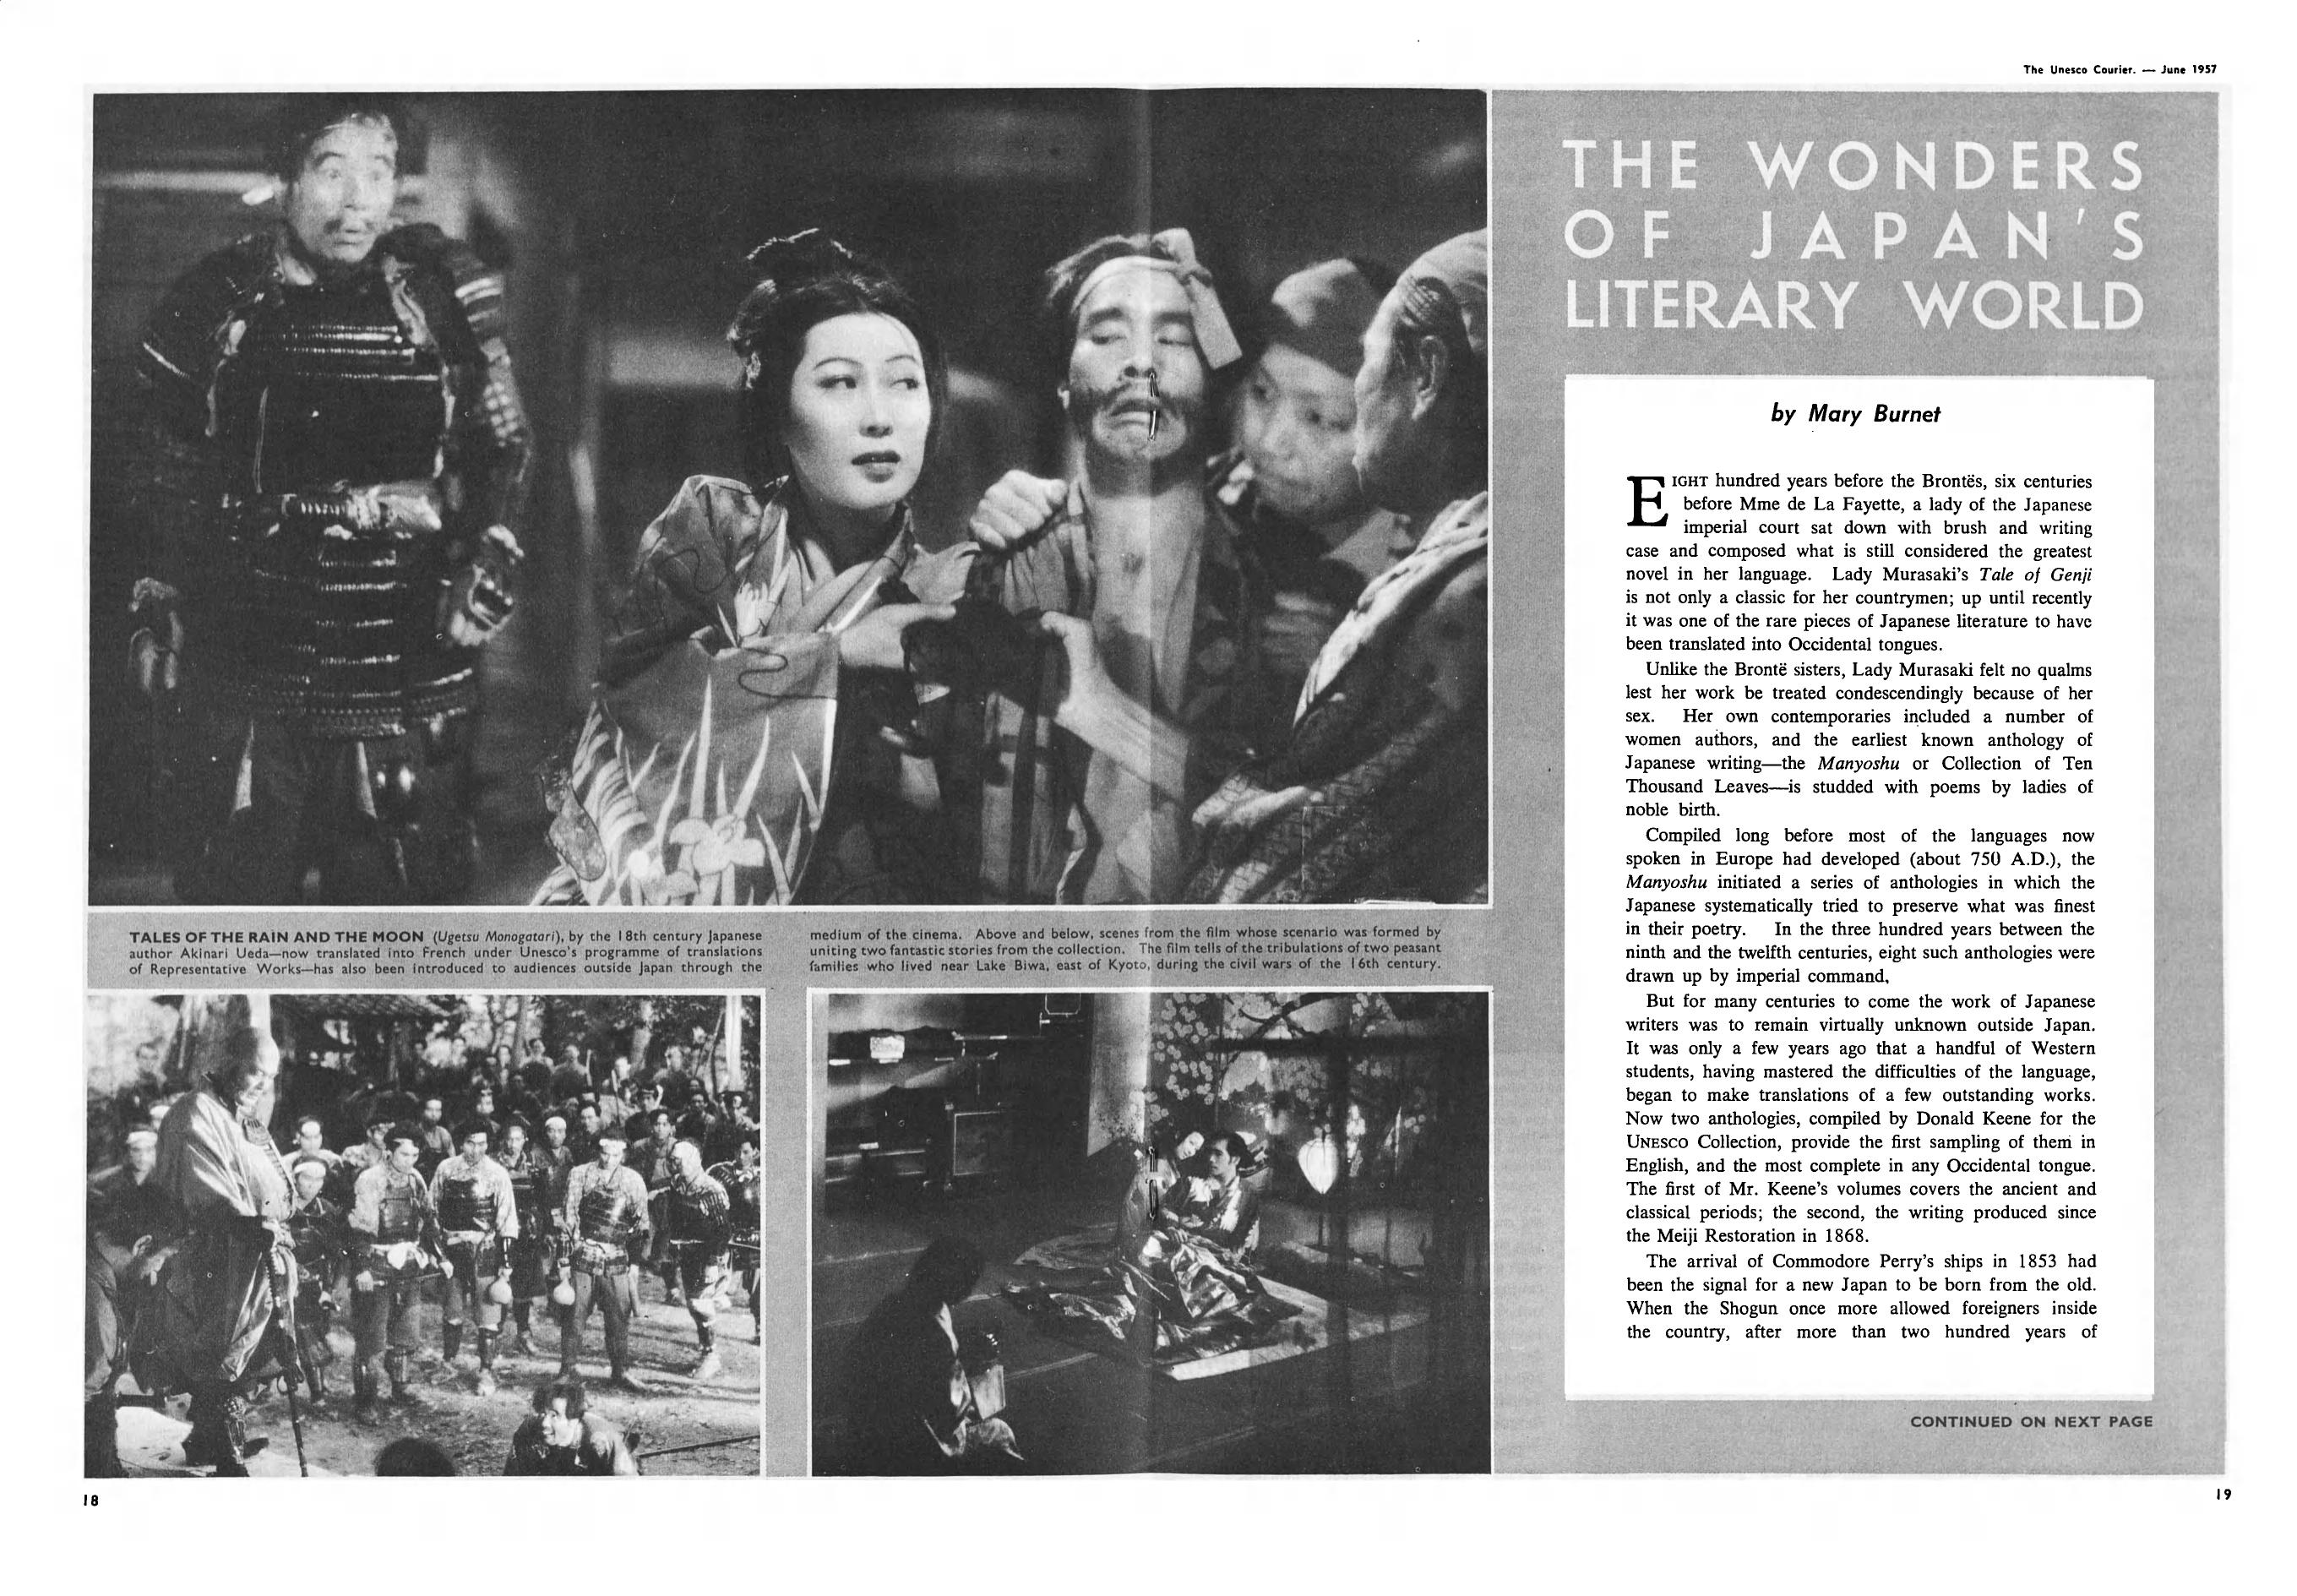 The Unesco Courier. — June 1957
THE WONDERS
OF JAPAN'S
LITERARY WORLD
by Mary Burnet
EIGHT hundred years before the Brontës, six centuries
before Mme de La Fayette, a lady of the Japanese
imperial court sat down with brush and writing
case and composed what is still considered the greatest
novel in her language. Lady Murasaki's Tale of Genji
is not only a classic for her countrymen; up until recently
it was one of the rare pieces of Japanese literature to have
been translated into Occidental tongues.
Unlike the Brontë sisters, Lady Murasaki felt no qualms
lest her work be treated condescendingly because of her
sex. Her own contemporaries included a number of
women authors, and the earliest known anthology of
Japanese writing—the Manyoshu or Collection of Ten
Thousand Leaves—is studded with poems by ladies of
noble birth.
Compiled long before most of the languages now
spoken in Europe had developed (about 750 A.D.), the
Manyoshu initiated a series of anthologies in which the
Japanese systematically tried to preserve what was finest
in their poetry. In the three hundred years between the
ninth and the twelfth centuries, eight such anthologies were
drawn up by imperial command.
But for many centuries to come the work of Japanese
writers was to remain virtually unknown outside Japan.
It was only a few years ago that a handful of Western
students, having mastered the difficulties of the language,
began to make translations of a few outstanding works.
Now two anthologies, compiled by Donald Keene for the
UNESCO Collection, provide the first sampling of them in
English, and the most complete in any Occidental tongue.
The first of Mr. Keene's volumes covers the ancient and
classical periods; the second, the writing produced since
the Meiji Restoration in 1868.
The arrival of Commodore Perry's ships in 1853 had
been the signal for a new Japan to be born from the old.
When the Shogun once more allowed foreigners inside
the country, after more than two hundred years of
CONTINUED ON NEXT PAGE
TALES OF THE RAIN AND THE MOON (Ugetsu Monogatari), by the 18th century Japanese
author Akinari Ueda—now translated into French under Unesco's programme of translations
of Representative Works—has also been introduced to audiences outside Japan through the
medium of the cinema. Above and below, scenes from the film whose scenario was formed by
uniting two fantastic stories from the collection. The film tells of the tribulations of two peasant
families who lived near Lake Biwa, east of Kyoto, during the civil wars of the 16th century.
18
19